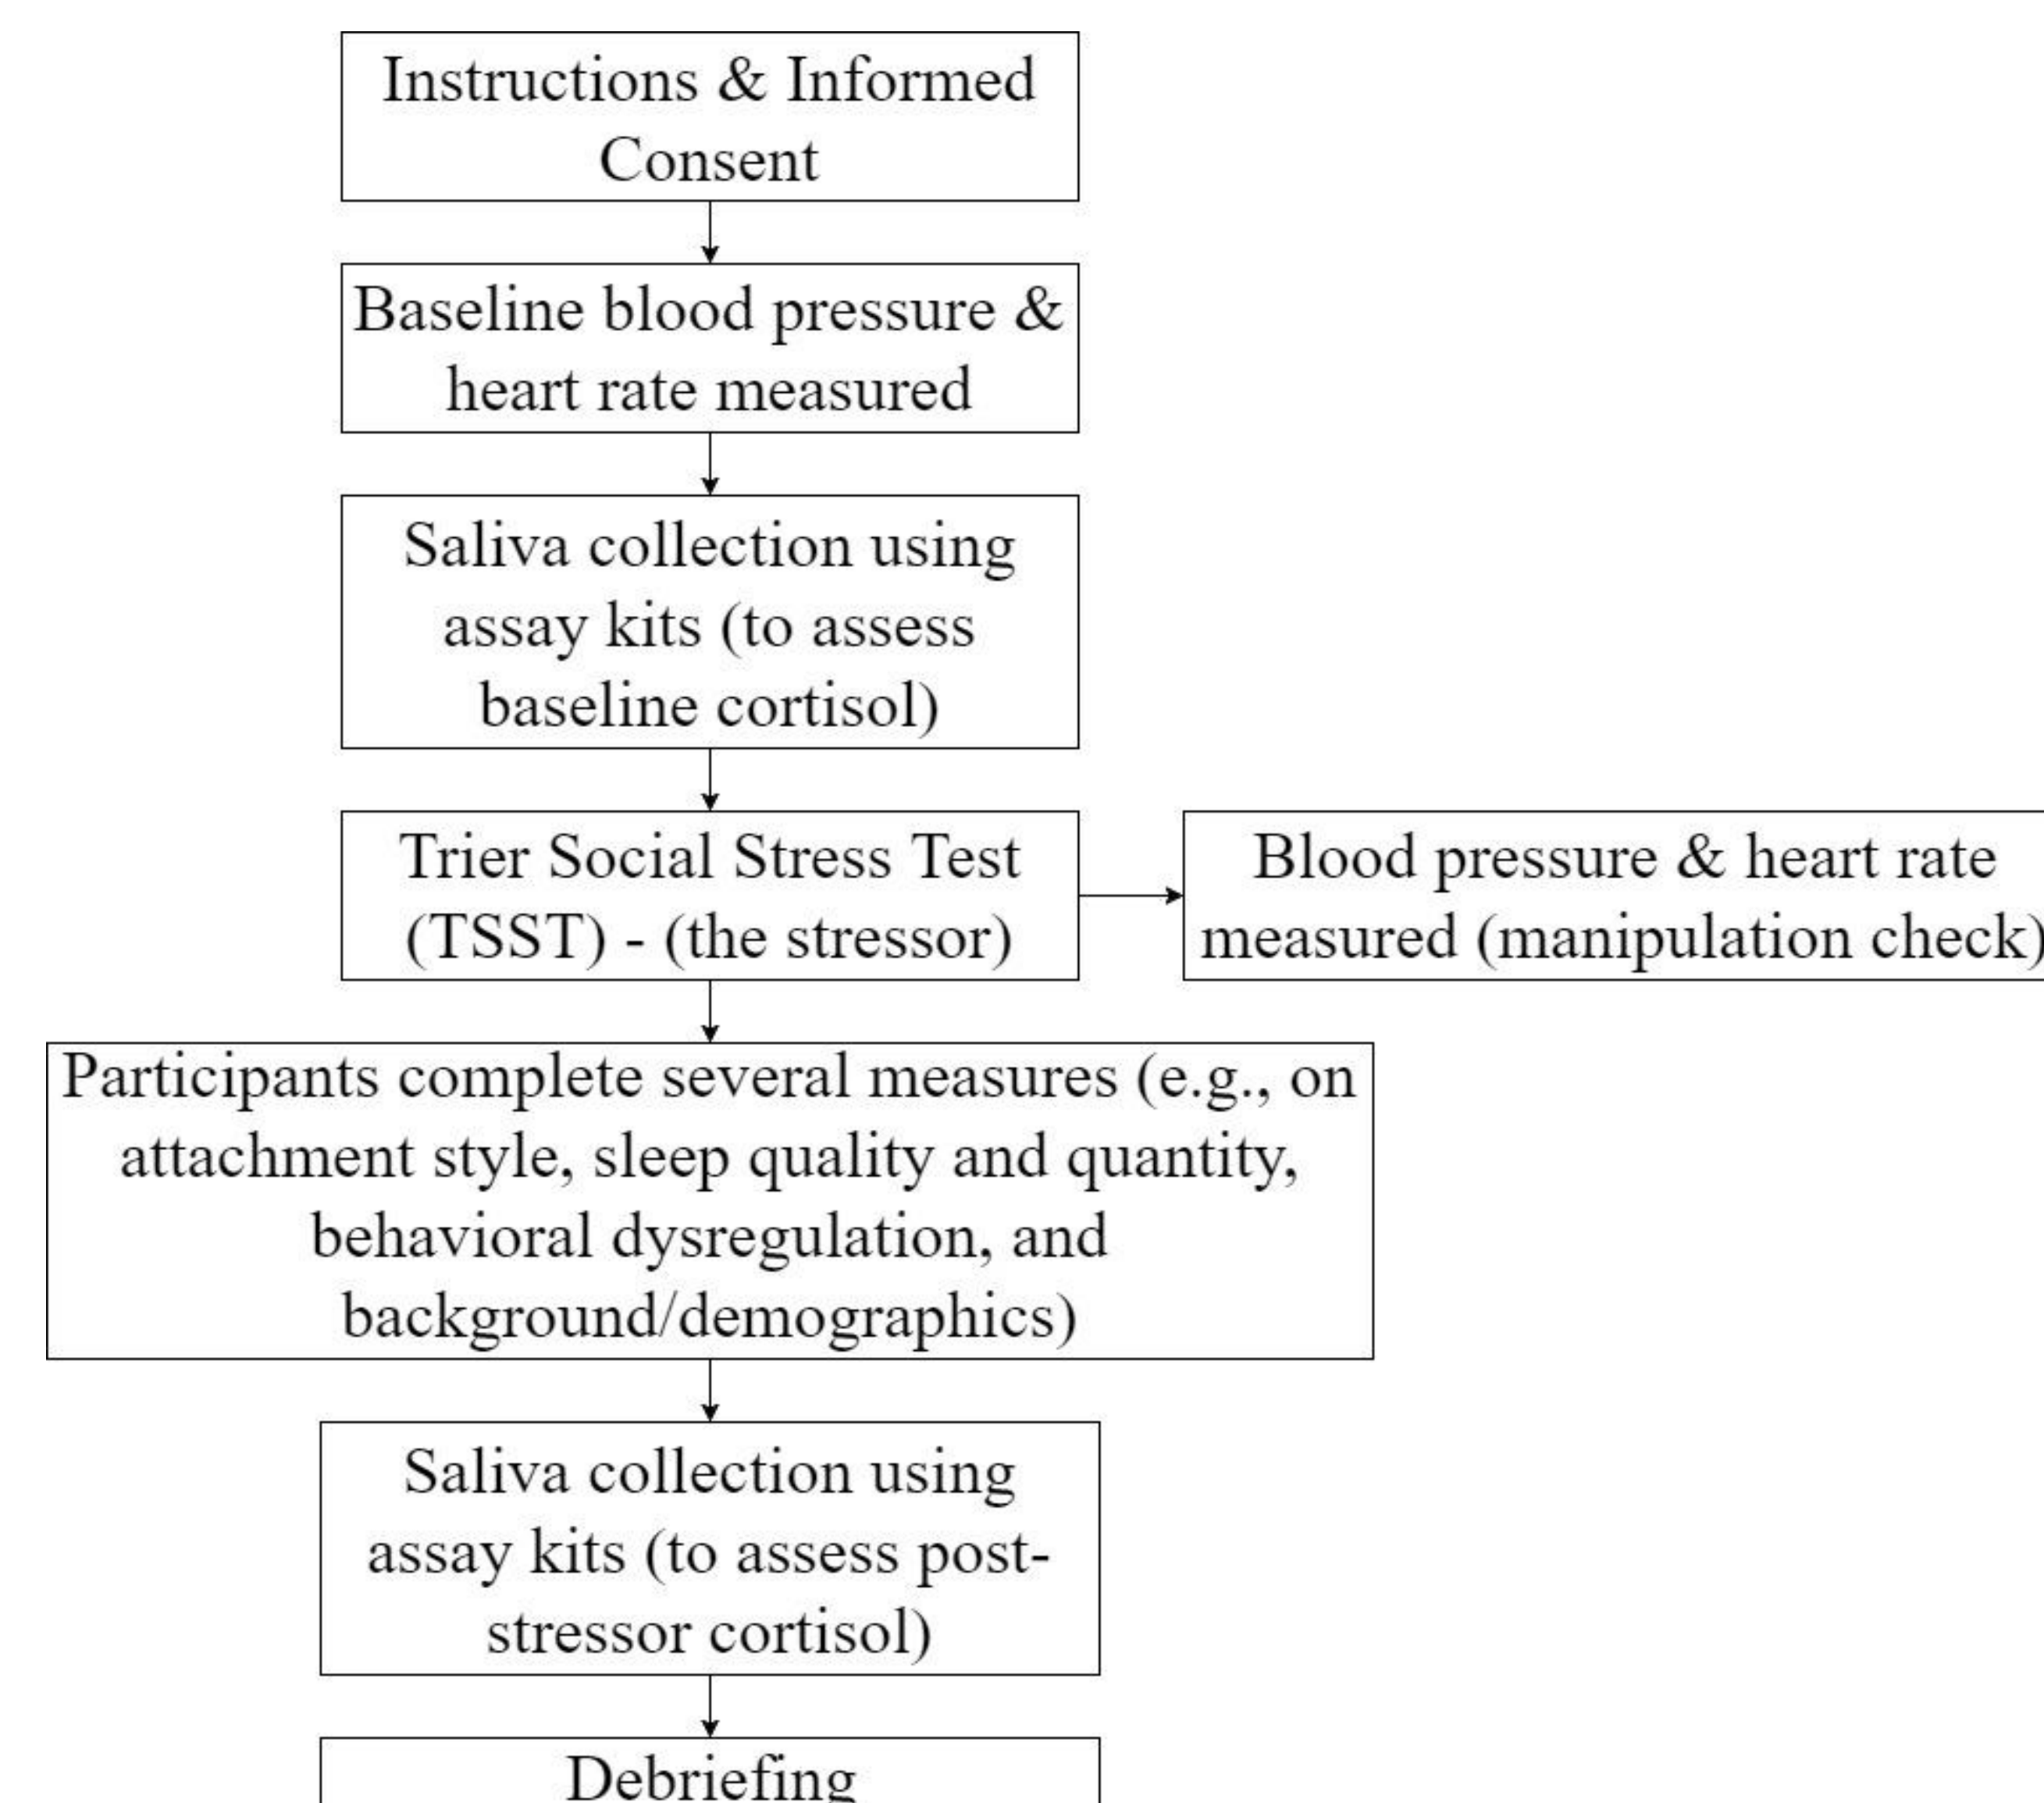 Instructions & Informed
Consent
Baseline blood pressure &
heart rate measured
Saliva collection using
assay kits (to assess
baseline cortisol)
Trier Social Stress Test
(TSST) - (the stressor)
Blood pressure & heart rate
measured (manipulation check)
Participants complete several measures (e.g., on
attachment style, sleep quality and quantity,
behavioral dysregulation, and
background/demographics)
Saliva collection using
assay kits (to assess post-
stressor cortisol)
Debriefing